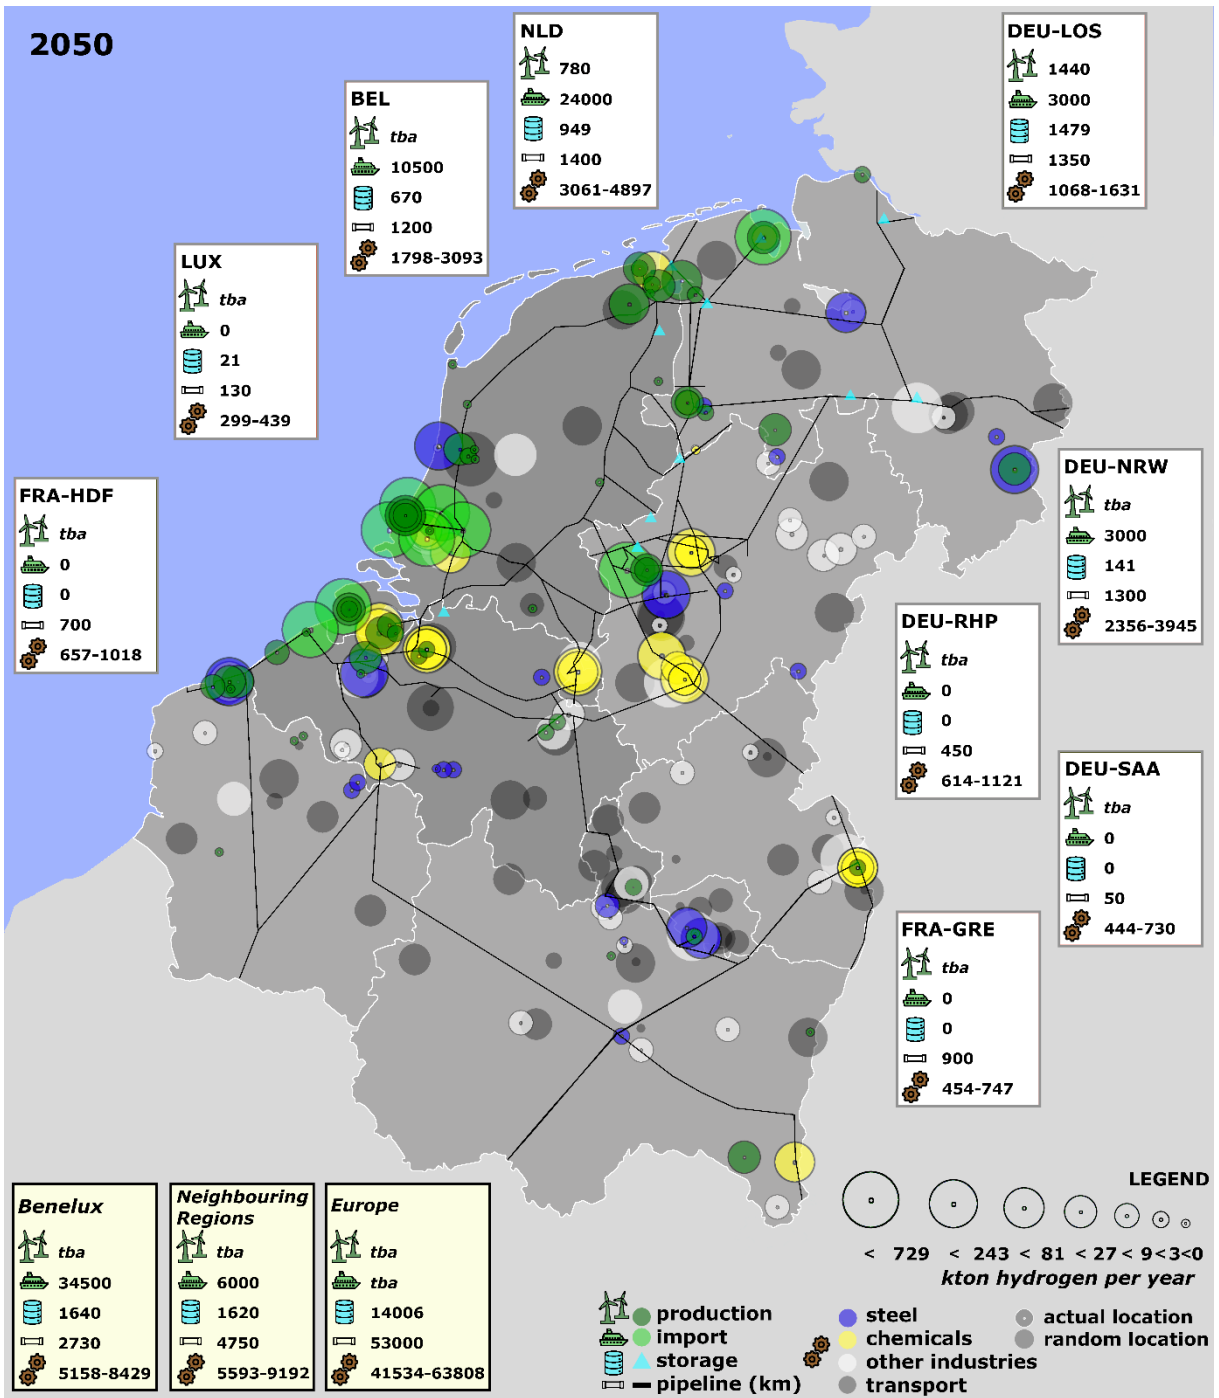 2050
NLD
780
24000
949
1400
3061-4897
DEU-LOS
1440
3000
1479
1350
1068-1631
BEL
tba
10500
670
1200
1798-3093
LUX
tba
0
21
130
299-439
FRA-HDF
tba
0
0
700
657-1018
DEU-NRW
tba
3000
141
1300
2356-3945
DEU-RHP
tba
0
0
450
614-1121
DEU-SAA
tba
0
0
50
444-730
FRA-GRE
tba
0
0
900
454-747
Benelux
tba
34500
1640
2730
5158-8429
Neighbouring
Regions
tba
6000
1620
4750
5593-9192
Europe
tba
tba
14006
53000
41534-63808
LEGEND
< 729 < 243 < 81 < 27 < 9 <3<0
kton hydrogen per year
production
import
storage
pipeline (km)
steel
chemicals
other industries
transport
actual location
random location